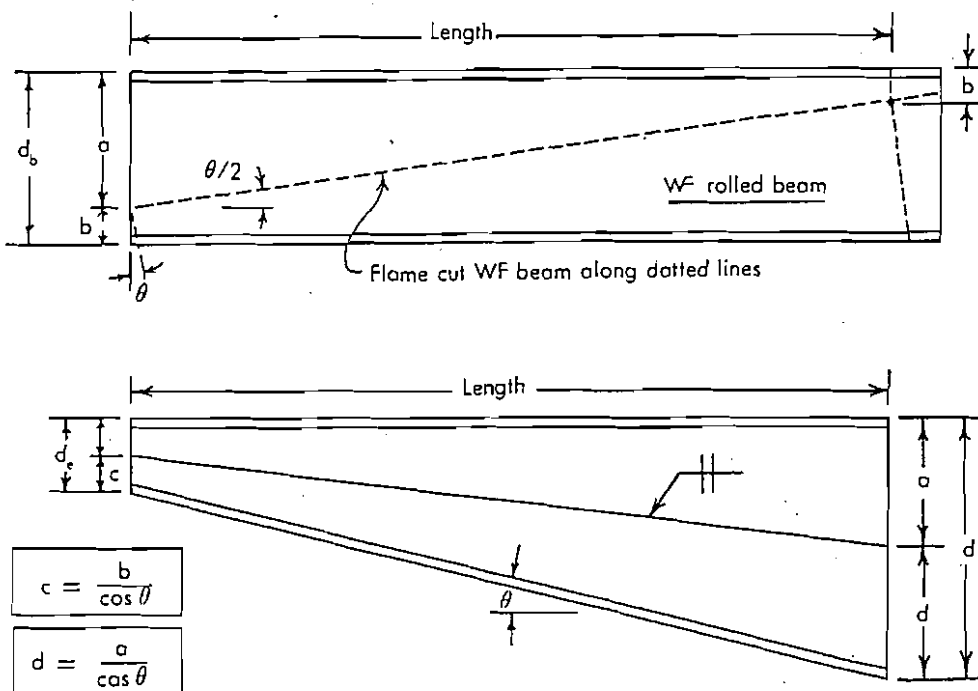 Length
b
d_b
a
θ/2
WF rolled beam
b
θ
Flame cut WF beam along dotted lines
Length
d_e
c
a
d
θ
d
c = b / cos θ
d = a / cos θ